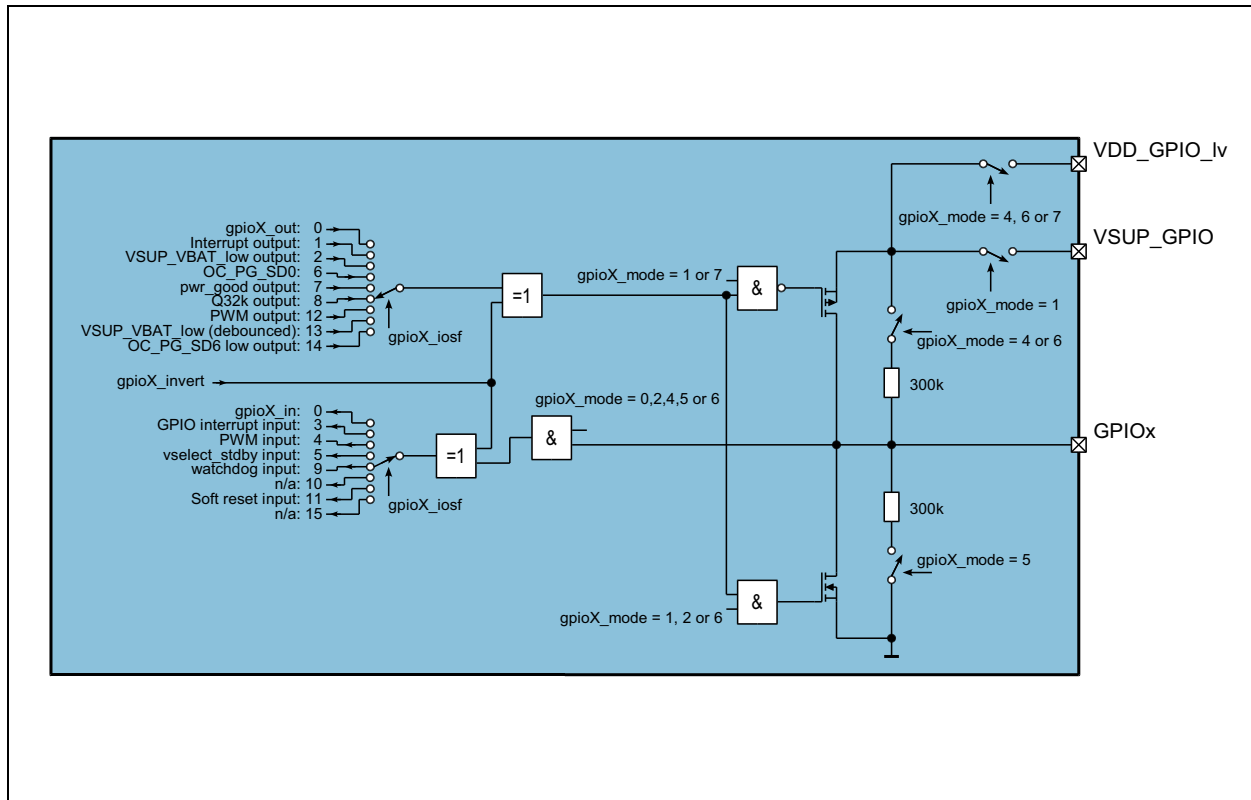 VDD_GPIO_lv
gpioX_mode = 4, 6 or 7
VSUP_GPIO
gpioX_mode = 1
gpioX_out: 0
Interrupt output: 1
VSUP_VBAT_low output: 2
OC_PG_SD0: 6
pwr_good output: 7
Q32k output: 8
PWM output: 12
VSUP_VBAT_low (debounced): 13
OC_PG_SD6 low output: 14
gpioX_iosf
=1
gpioX_mode = 1 or 7
&
gpioX_mode = 4 or 6
300k
gpioX_invert
gpioX_mode = 0,2,4,5 or 6
gpioX_in: 0
GPIO interrupt input: 3
PWM input: 4
vselect_stdby input: 5
watchdog input: 9
n/a: 10
Soft reset input: 11
n/a: 15
gpioX_iosf
=1
&
GPIOx
300k
gpioX_mode = 5
&
gpioX_mode = 1, 2 or 6